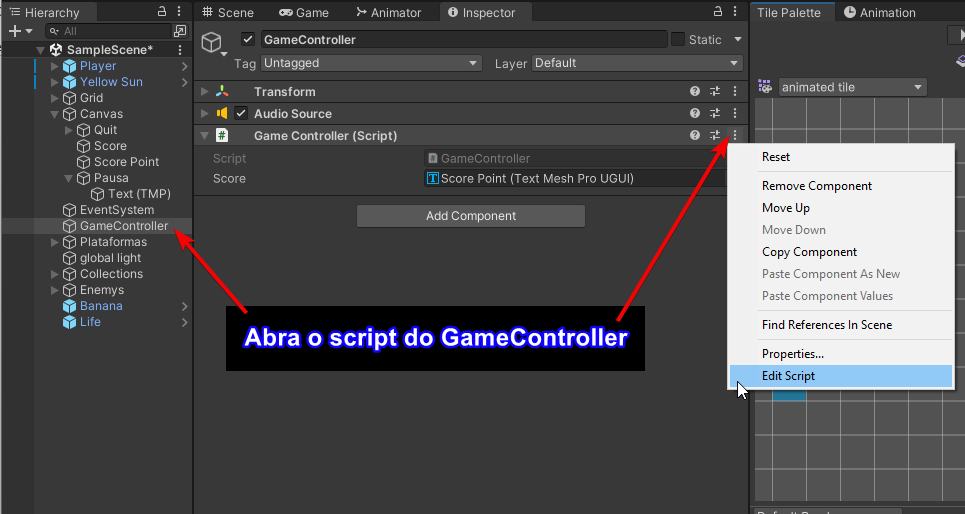 Hierarchy
All
SampleScene*
Player
Yellow Sun
Grid
Canvas
Quit
Score
Score Point
Pausa
Text (TMP)
EventSystem
GameController
Plataformas
global light
Collections
Enemys
Banana
Life
Scene Game Animator Inspector
GameController Static
Tag Untagged Layer Default
Transform
Audio Source
Game Controller (Script)
Script GameController
Score Score Point (Text Mesh Pro UGUI)
Add Component
Abra o script do GameController
Tile Palette Animation
animated tile
Reset
Remove Component
Move Up
Move Down
Copy Component
Paste Component As New
Paste Component Values
Find References In Scene
Properties...
Edit Script